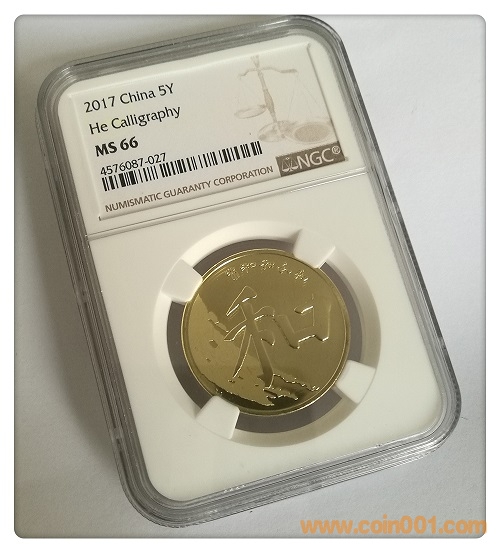 2017 China 5Y
He Calligraphy
MS 66
4576087-027
NGC®
NUMISMATIC GUARANTY CORPORATION
和
www.coin001.com